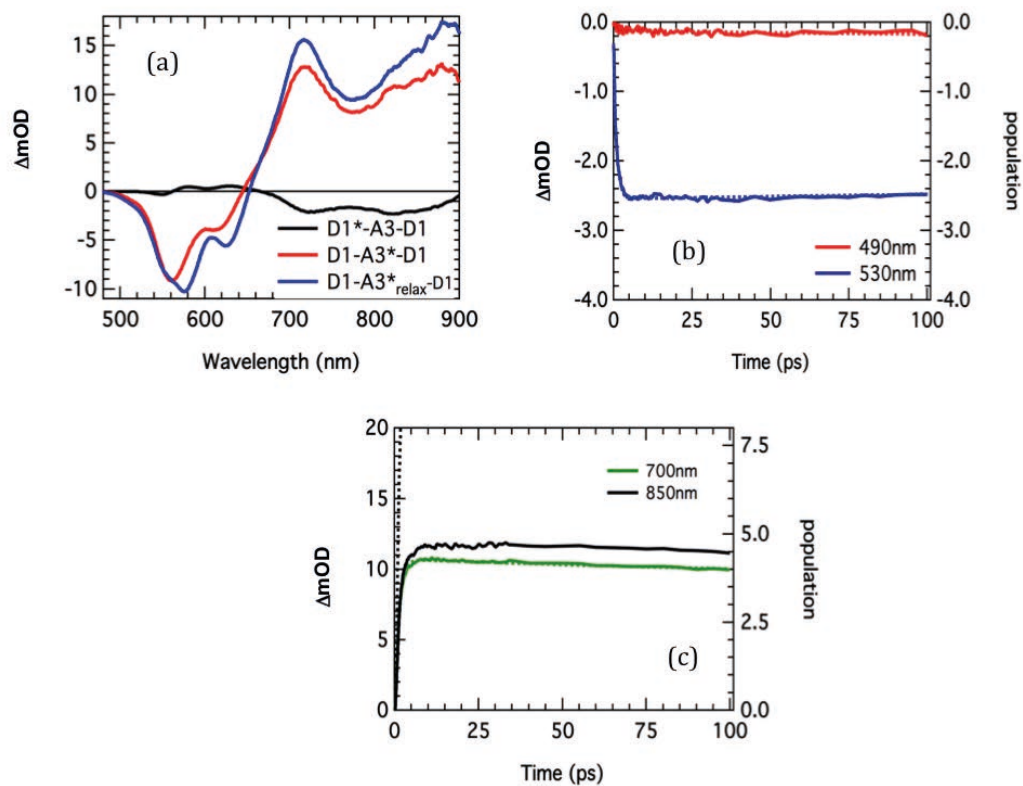 15
10
5
0
-5
-10
ΔmOD
(a)
D1*-A3-D1
D1-A3*-D1
D1-A3*relax-D1
500 600 700 800 900
Wavelength (nm)
0.0
-1.0
-2.0
-3.0
-4.0
ΔmOD
(b)
490nm
530nm
0.0
-1.0
-2.0
-3.0
-4.0
population
0 25 50 75 100
Time (ps)
20
15
10
5
0
ΔmOD
700nm
850nm
(c)
7.5
5.0
2.5
0.0
population
0 25 50 75 100
Time (ps)